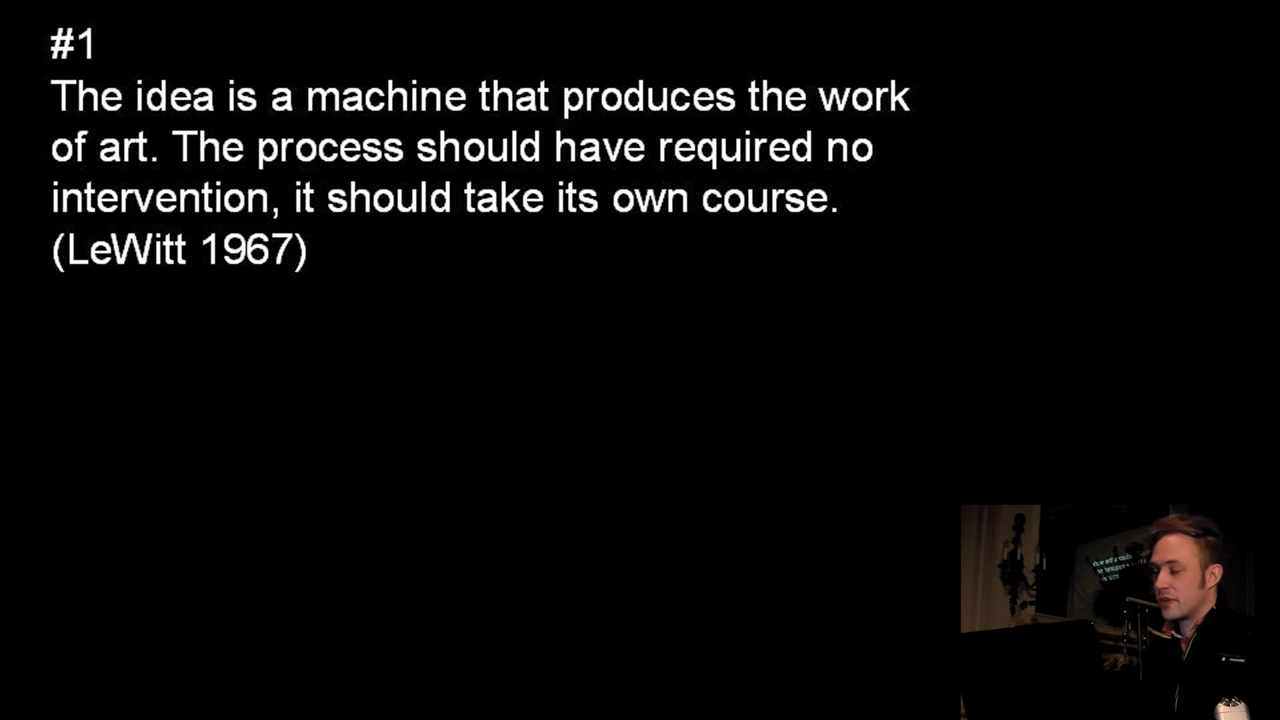 #1
The idea is a machine that produces the work
of art. The process should have required no
intervention, it should take its own course.
(LeWitt 1967)